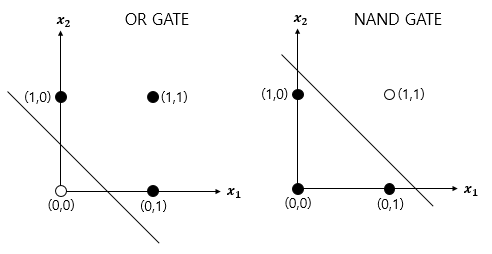 OR GATE
x₂
(1,0)
(1,1)
(0,0)
(0,1)
x₁
NAND GATE
x₂
(1,0)
(1,1)
(0,0)
(0,1)
x₁